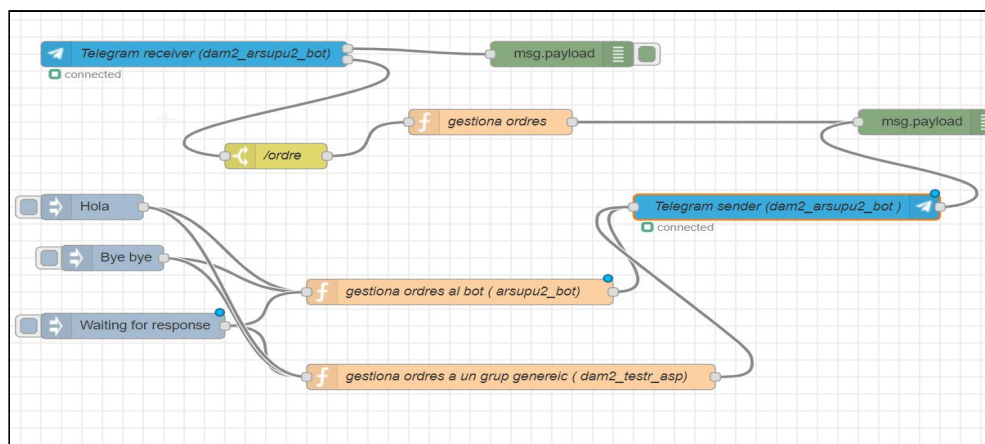 Telegram receiver (dam2_arsupu2_bot)
msg.payload
connected
gestiona ordres
msg.payload
/ordre
Hola
Telegram sender (dam2_arsupu2_bot )
connected
Bye bye
gestiona ordres al bot ( arsupu2_bot)
Waiting for response
gestiona ordres a un grup genereic ( dam2_testr_asp)